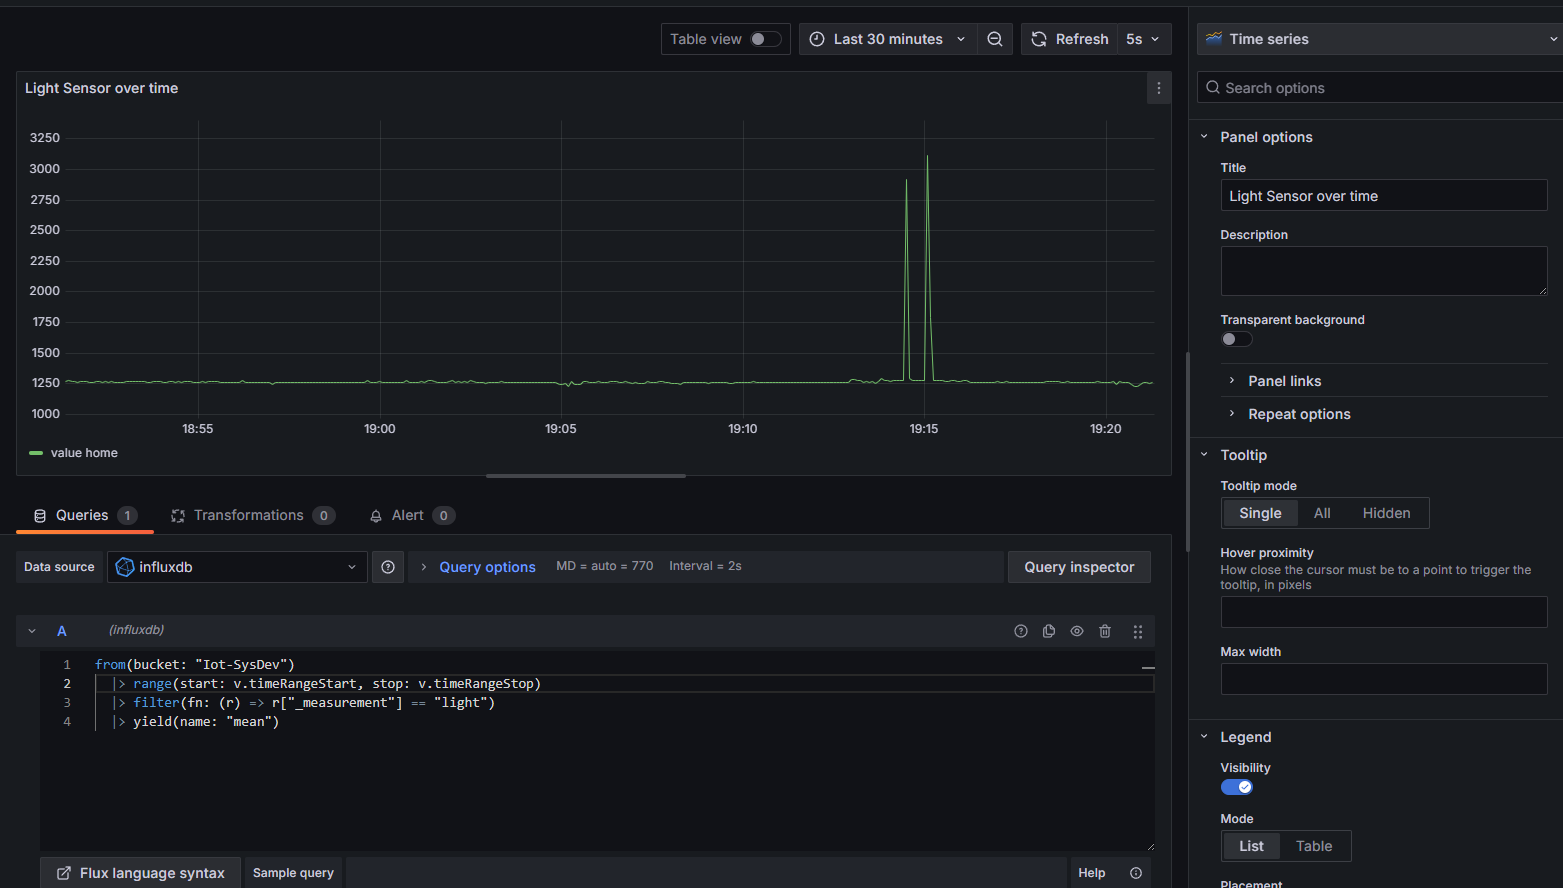 Table view
Last 30 minutes
Refresh
5s
Time series
Light Sensor over time
Search options
3250
3000
2750
2500
2250
2000
1750
1500
1250
1000
18:55
19:00
19:05
19:10
19:15
19:20
value home
Panel options
Title
Light Sensor over time
Description
Transparent background
Panel links
Repeat options
Tooltip
Tooltip mode
Single
All
Hidden
Hover proximity
How close the cursor must be to a point to trigger the
tooltip, in pixels
Max width
Legend
Visibility
Mode
List
Table
Placement
Queries 1
Transformations 0
Alert 0
Data source
influxdb
Query options
MD = auto = 770
Interval = 2s
Query inspector
A
(influxdb)
1 from(bucket: "Iot-SysDev")
2 |> range(start: v.timeRangeStart, stop: v.timeRangeStop)
3 |> filter(fn: (r) => r["_measurement"] == "light")
4 |> yield(name: "mean")
Flux language syntax
Sample query
Help